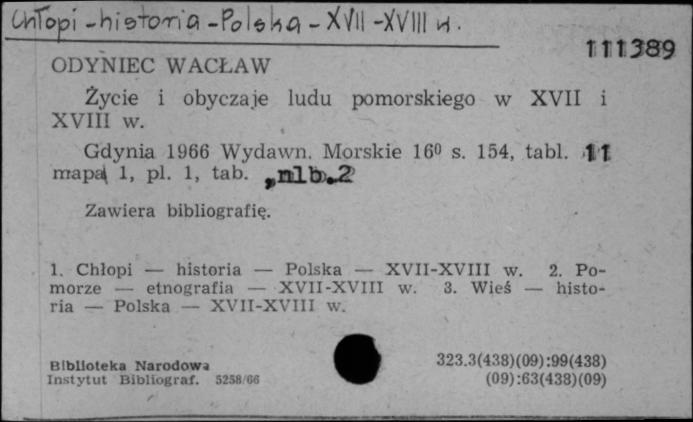 Chłopi - historia - Polska - XVII - XVIII w.
111389
ODYNIEC WACŁAW
Życie i obyczaje ludu pomorskiego w XVII i
XVIII w.
Gdynia 1966 Wydawn. Morskie 16⁰ s. 154, tabl. 11
mapa 1, pl. 1, tab. „nlb.2
Zawiera bibliografię.
1. Chłopi — historia — Polska — XVII-XVIII w. 2. Po-
morze — etnografia — XVII-XVIII w. 3. Wieś — histo-
ria — Polska — XVII-XVIII w.
Biblioteka Narodowa
Instytut Bibliograf. 5258/66
323.3(438)(09):99(438)
(09):63(438)(09)